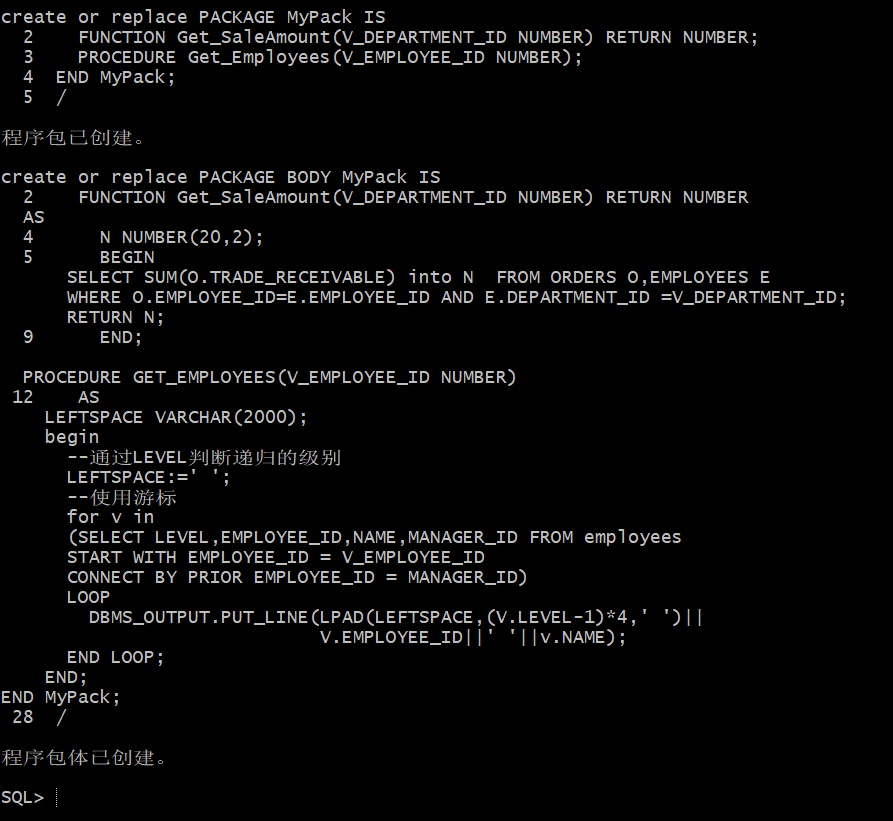 create or replace PACKAGE MyPack IS
  2    FUNCTION Get_SaleAmount(V_DEPARTMENT_ID NUMBER) RETURN NUMBER;
  3    PROCEDURE Get_Employees(V_EMPLOYEE_ID NUMBER);
  4  END MyPack;
  5  /
程序包已创建。
create or replace PACKAGE BODY MyPack IS
  2    FUNCTION Get_SaleAmount(V_DEPARTMENT_ID NUMBER) RETURN NUMBER
  AS
  4      N NUMBER(20,2);
  5      BEGIN
      SELECT SUM(O.TRADE_RECEIVABLE) into N  FROM ORDERS O,EMPLOYEES E
      WHERE O.EMPLOYEE_ID=E.EMPLOYEE_ID AND E.DEPARTMENT_ID =V_DEPARTMENT_ID;
      RETURN N;
  9      END;
  PROCEDURE GET_EMPLOYEES(V_EMPLOYEE_ID NUMBER)
 12    AS
    LEFTSPACE VARCHAR(2000);
    begin
      --通过LEVEL判断递归的级别
      LEFTSPACE:=' ';
      --使用游标
      for v in
      (SELECT LEVEL,EMPLOYEE_ID,NAME,MANAGER_ID FROM employees
      START WITH EMPLOYEE_ID = V_EMPLOYEE_ID
      CONNECT BY PRIOR EMPLOYEE_ID = MANAGER_ID)
      LOOP
        DBMS_OUTPUT.PUT_LINE(LPAD(LEFTSPACE,(V.LEVEL-1)*4,' ')||
                             V.EMPLOYEE_ID||' '||v.NAME);
      END LOOP;
    END;
END MyPack;
 28  /
程序包体已创建。
SQL>